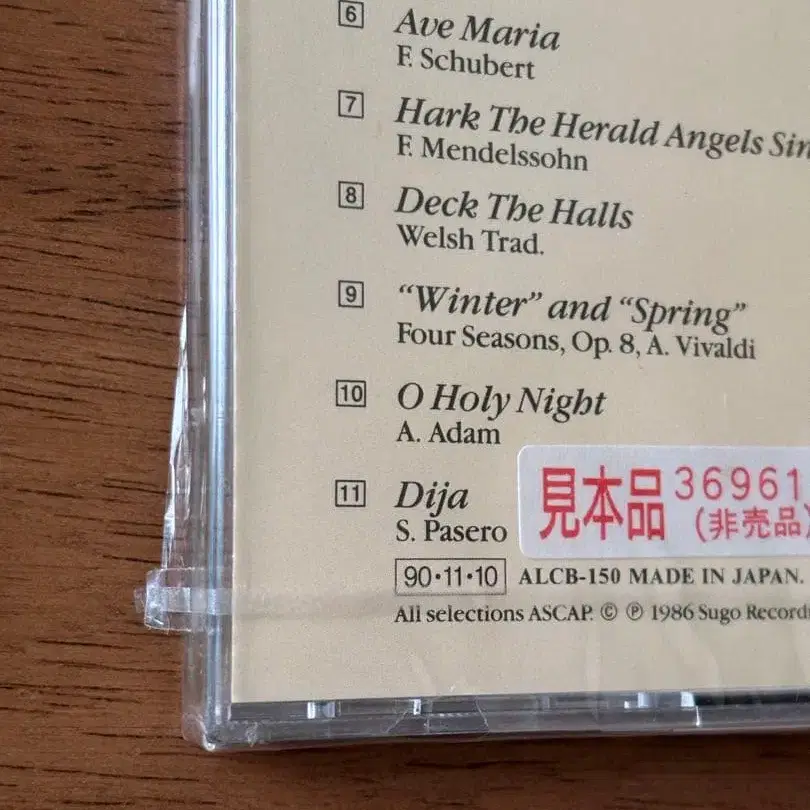 6 Ave Maria
F. Schubert
7 Hark The Herald Angels
F. Mendelssohn
8 Deck The Halls
Welsh Trad.
9 “Winter” and “Spring”
Four Seasons, Op. 8, A. Vivaldi
10 O Holy Night
A. Adam
11 Dija
S. Pasero
見本品 36961
(非売品)
90・11・10 ALCB-150 MADE IN JAPAN.
All selections ASCAP. © ℗ 1986 Sugo